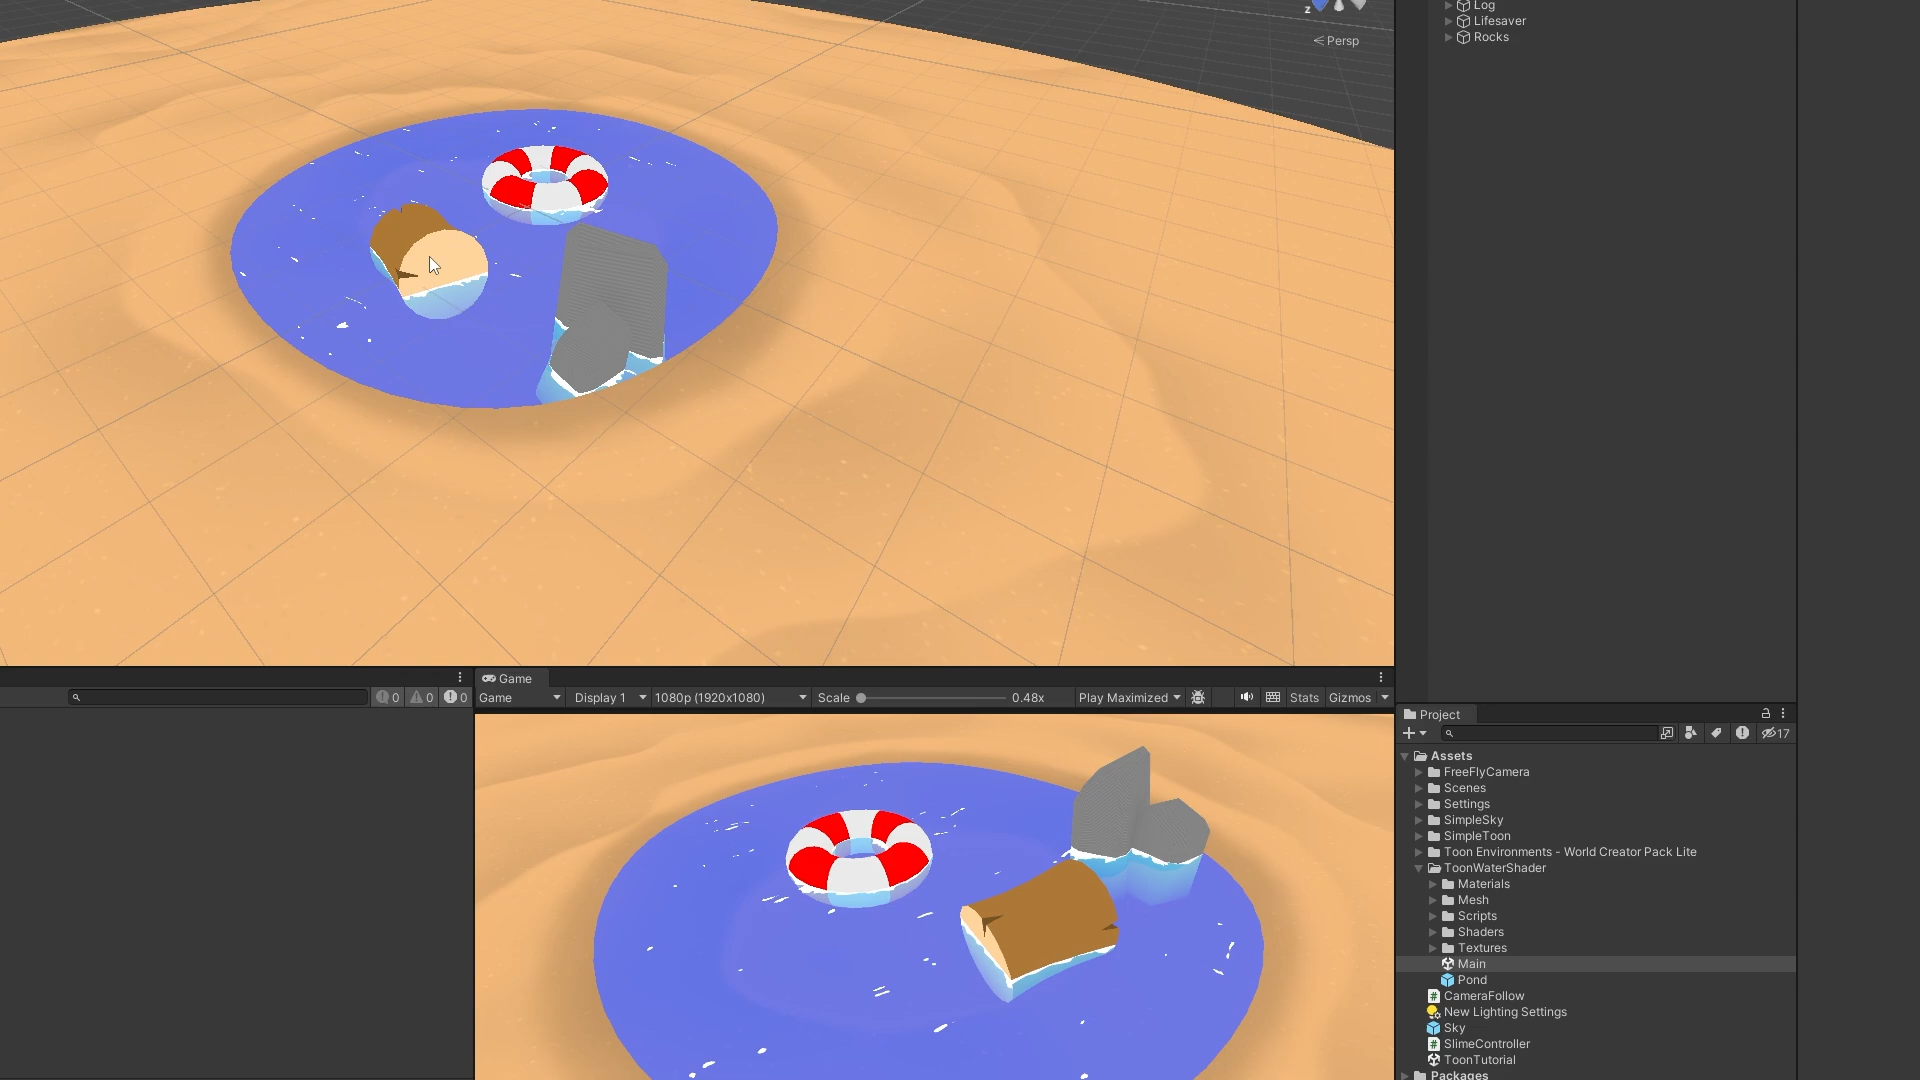 Log
Lifesaver
Rocks
z
Persp
0 0 0
Game
Game Display 1 1080p (1920x1080) Scale 0.48x Play Maximized Stats Gizmos
Project
17
Assets
FreeFlyCamera
Scenes
Settings
SimpleSky
SimpleToon
Toon Environments - World Creator Pack Lite
ToonWaterShader
Materials
Mesh
Scripts
Shaders
Textures
Main
Pond
CameraFollow
New Lighting Settings
Sky
SlimeController
ToonTutorial
Packages